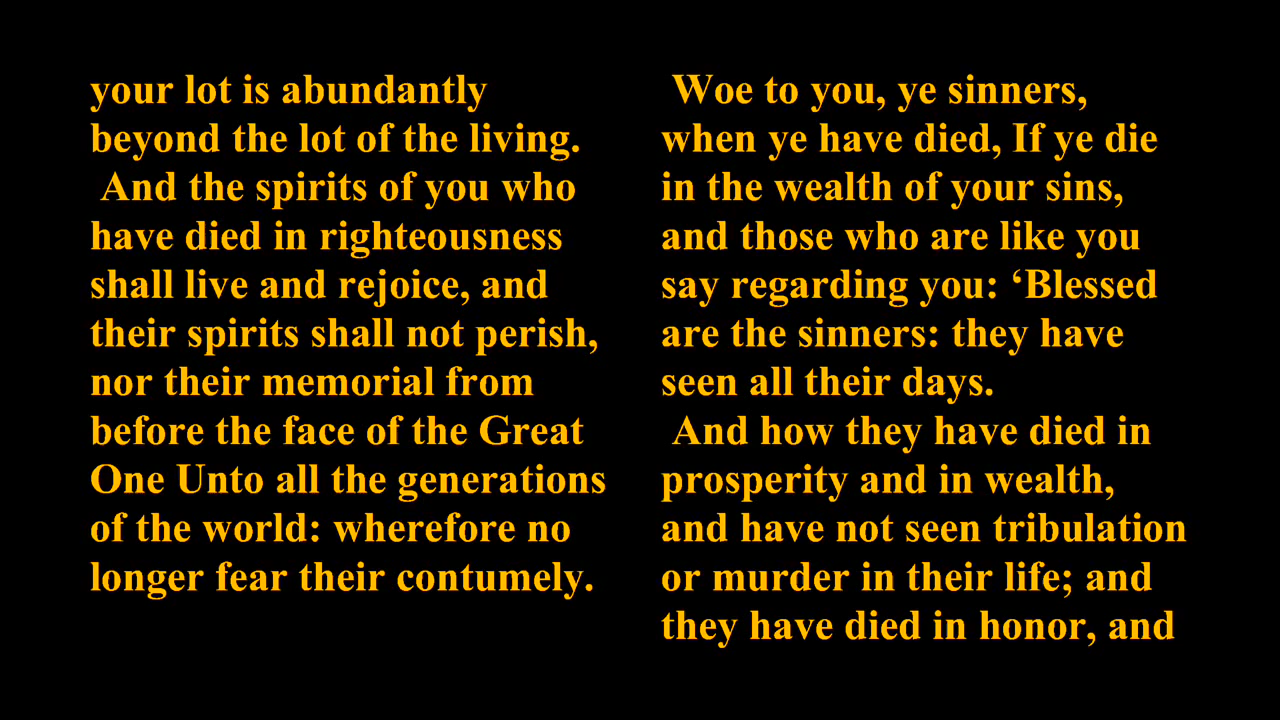 your lot is abundantly
beyond the lot of the living.
And the spirits of you who
have died in righteousness
shall live and rejoice, and
their spirits shall not perish,
nor their memorial from
before the face of the Great
One Unto all the generations
of the world: wherefore no
longer fear their contumely.
Woe to you, ye sinners,
when ye have died, If ye die
in the wealth of your sins,
and those who are like you
say regarding you: ‘Blessed
are the sinners: they have
seen all their days.
And how they have died in
prosperity and in wealth,
and have not seen tribulation
or murder in their life; and
they have died in honor, and